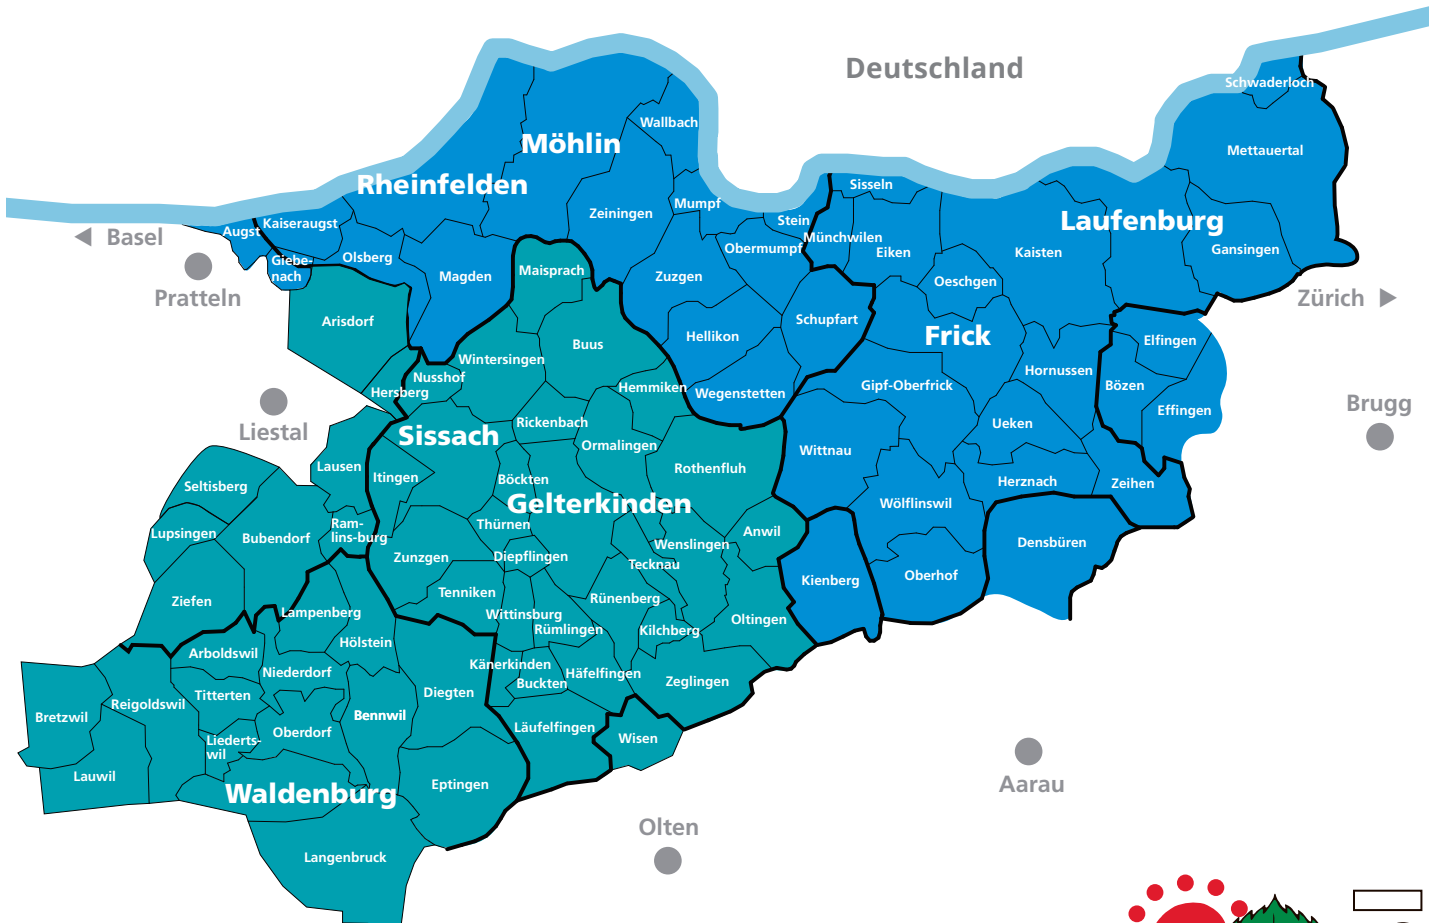 Deutschland
Schwaderloch
Wallbach
Möhlin
Mettauertal
Rheinfelden
Sisseln
Mumpf
Zeiningen
Stein
Laufenburg
Kaiseraugst
Augst
Basel
Münchwilen
Obermumpf
Eiken
Kaisten
Gansingen
Giebe-
nach
Olsberg
Magden
Maisprach
Zuzgen
Oeschgen
Pratteln
Zürich
Arisdorf
Schupfart
Hellikon
Frick
Elfingen
Buus
Wintersingen
Hornussen
Nusshof
Hersberg
Hemmiken
Wegenstetten
Gipf-Oberfrick
Bözen
Effingen
Brugg
Liestal
Sissach
Rickenbach
Ormalingen
Ueken
Wittnau
Lausen
Itingen
Rothenfluh
Seltisberg
Böckten
Herznach
Zeihen
Gelterkinden
Wölflinswil
Lupsingen
Bubendorf
Ram-
lins-burg
Thürnen
Anwil
Wenslingen
Densbüren
Zunzgen
Diepflingen
Tecknau
Kienberg
Oberhof
Ziefen
Tenniken
Rünenberg
Lampenberg
Wittinsburg
Oltingen
Rümlingen
Kilchberg
Hölstein
Arboldswil
Niederdorf
Känerkinden
Häfelfingen
Buckten
Zeglingen
Diegten
Titterten
Reigoldswil
Bretzwil
Bennwil
Oberdorf
Läufelfingen
Wisen
Liederts-
wil
Lauwil
Waldenburg
Eptingen
Aarau
Olten
Langenbruck